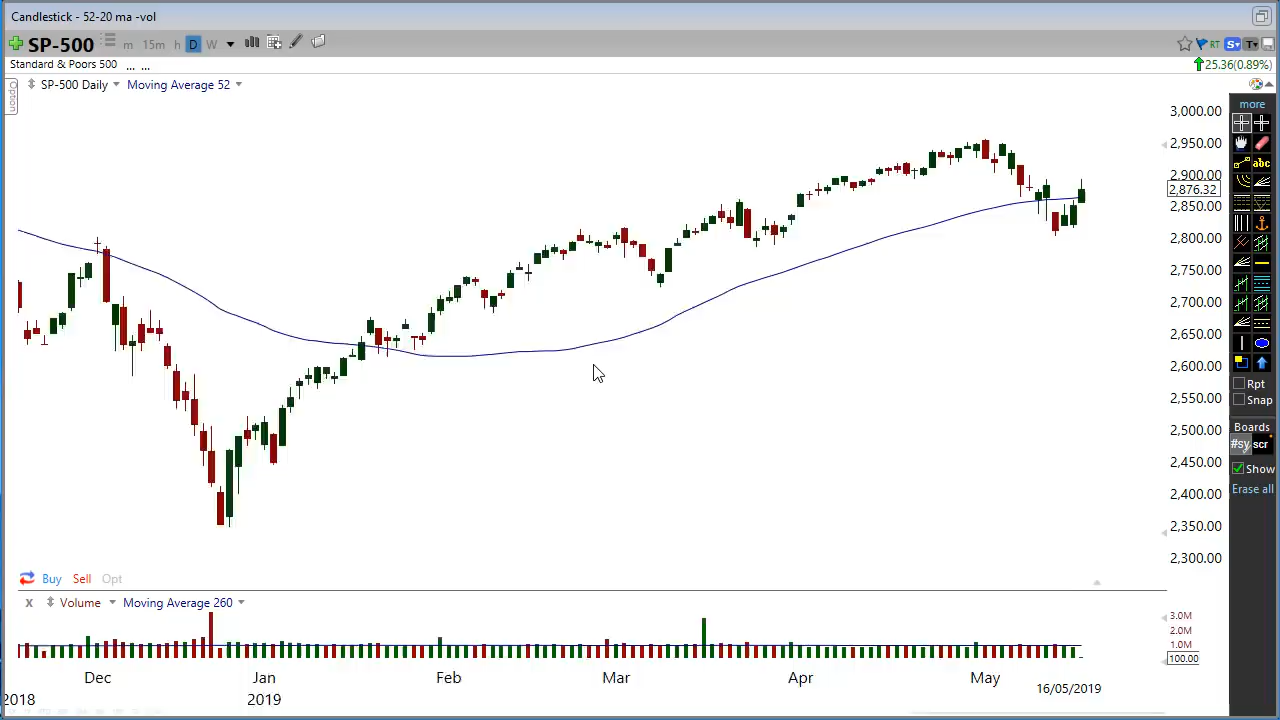 Candlestick - 52-20 ma -vol
SP-500 m 15m h D W RT S T
Standard & Poors 500 ... ... 25.36(0.89%)
Option
SP-500 Daily Moving Average 52
more
abc
3,000.00
2,950.00
2,900.00
2,876.32
2,850.00
2,800.00
2,750.00
2,700.00
2,650.00
2,600.00
2,550.00
2,500.00
2,450.00
2,400.00
2,350.00
2,300.00
Rpt
Snap
Boards
#sy scr
Show
Erase all
Buy Sell Opt
x Volume Moving Average 260
3.0M
2.0M
1.0M
100.00
Dec Jan Feb Mar Apr May 16/05/2019
2018 2019